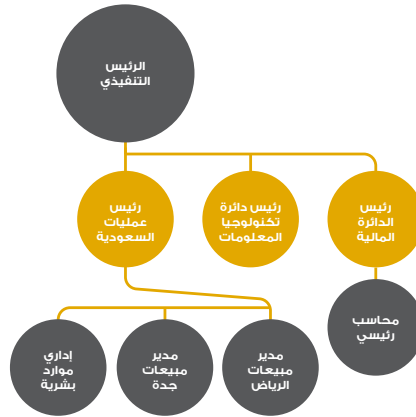 الرئيس
التنفيذي
رئيس
الدائرة
المالية
رئيس دائرة
تكنولوجيا
المعلومات
رئيس
عمليات
السعودية
محاسب
رئيسي
مدير
مبيعات
الرياض
مدير
مبيعات
جدة
إداري
موارد
بشرية